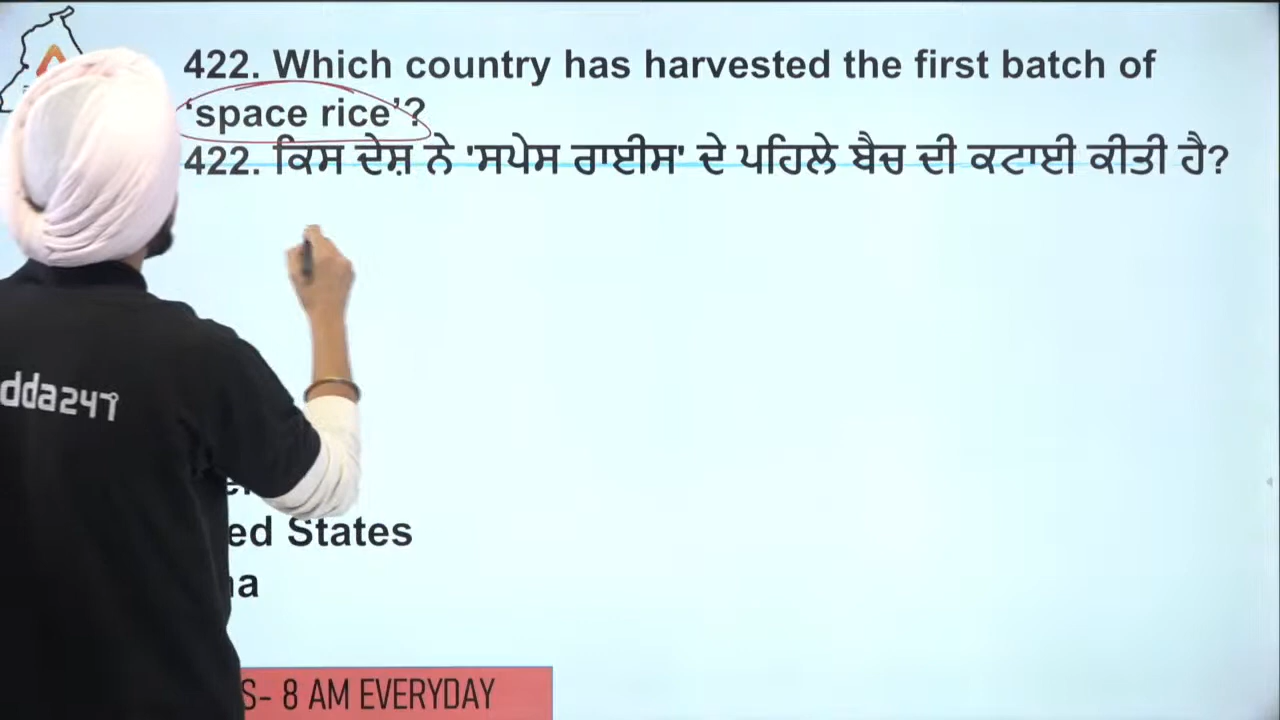 422. Which country has harvested the first batch of
‘space rice’?
422. ਕਿਸ ਦੇਸ਼ ਨੇ 'ਸਪੇਸ ਰਾਈਸ' ਦੇ ਪਹਿਲੇ ਬੈਚ ਦੀ ਕਟਾਈ ਕੀਤੀ ਹੈ?
dda247
ed States
S- 8 AM EVERYDAY